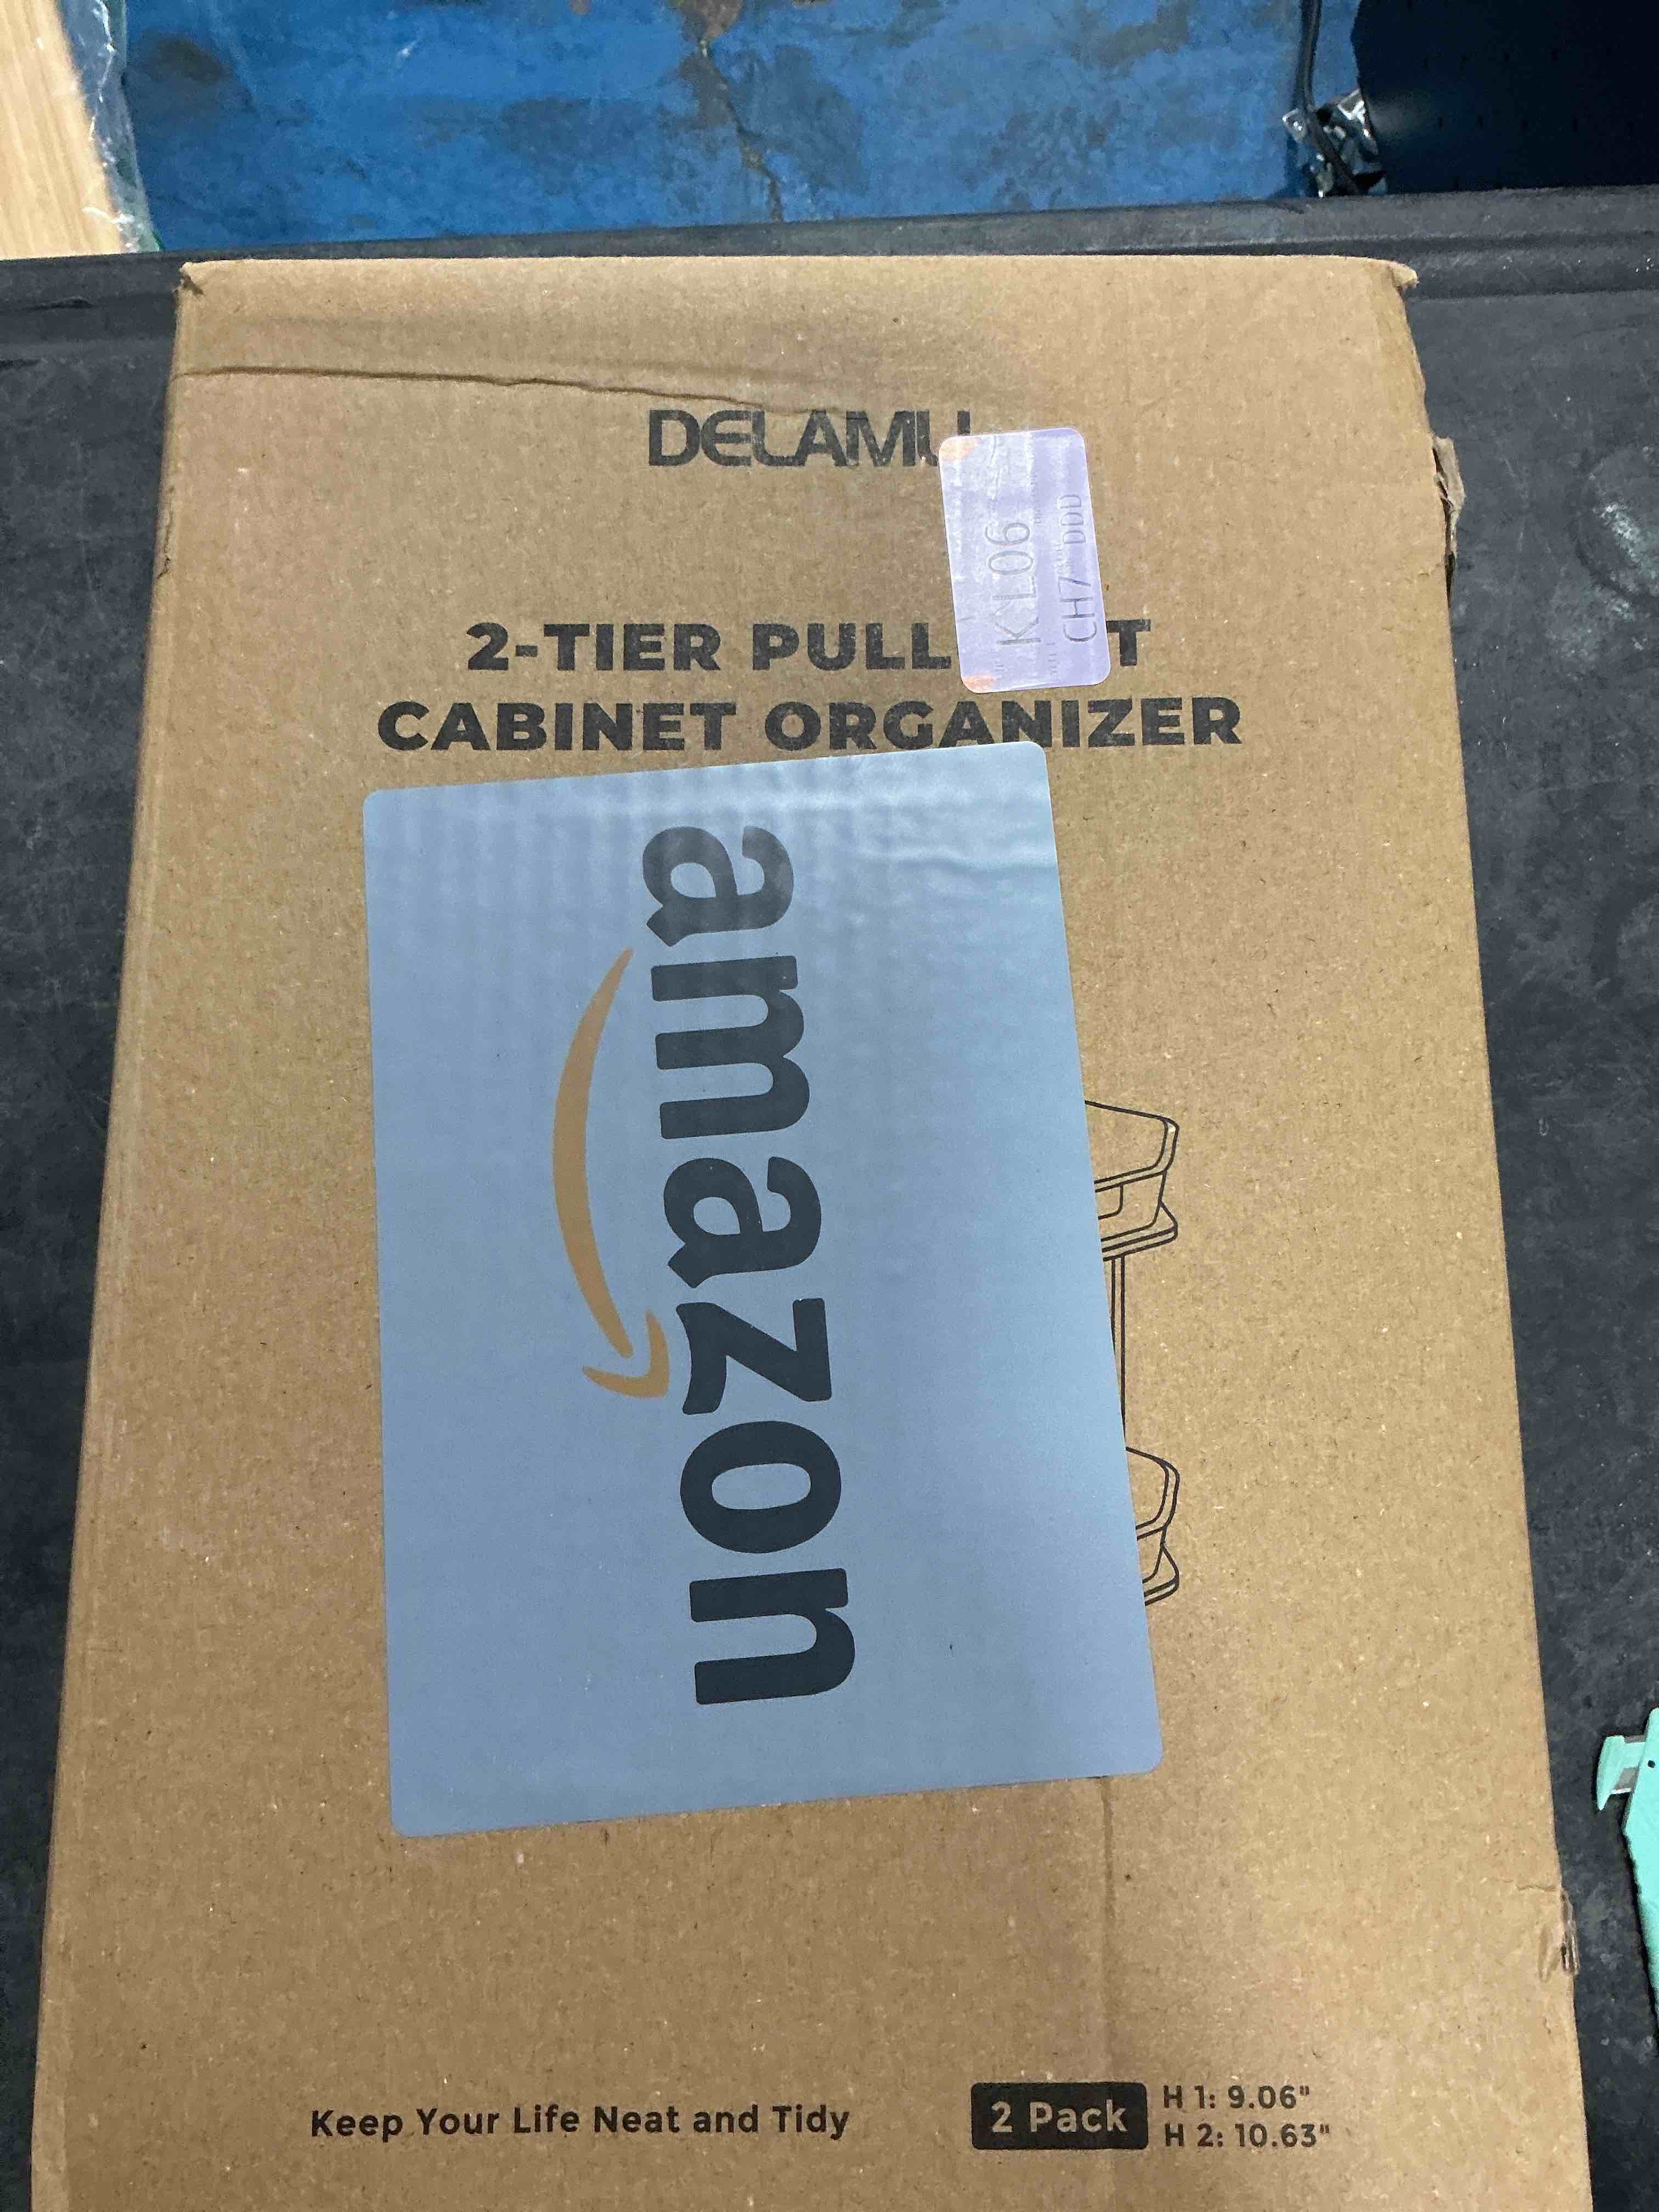 DELAMU
KL06
CH7 DDD
2-TIER PULL T
CABINET ORGANIZER
amazon
Keep Your Life Neat and Tidy
2 Pack
H 1: 9.06"
H 2: 10.63"